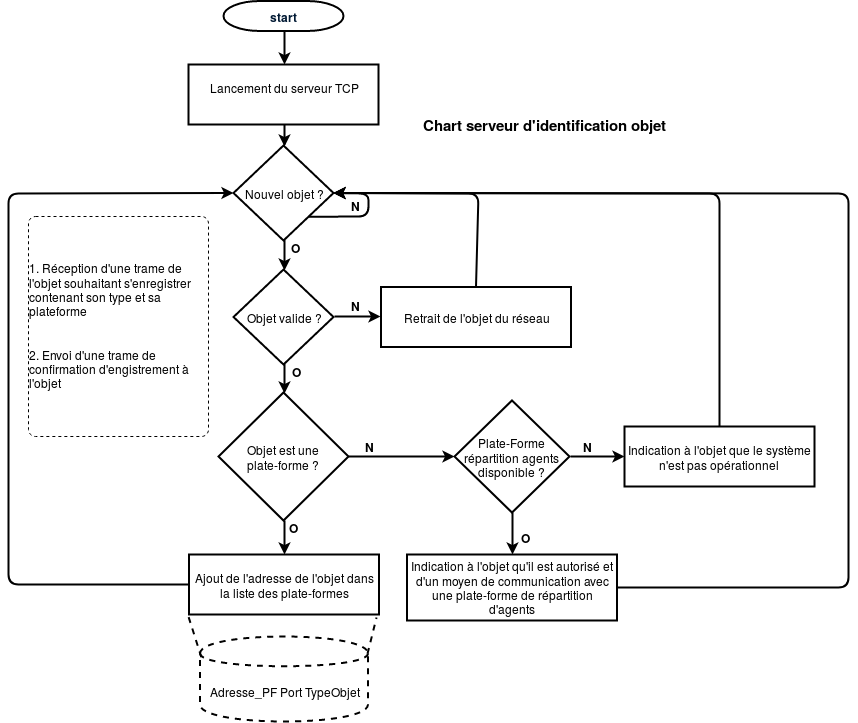 start
Lancement du serveur TCP
Chart serveur d'identification objet
Nouvel objet ?
N
O
1. Réception d'une trame de
l'objet souhaitant s'enregistrer
contenant son type et sa
plateforme
2. Envoi d'une trame de
confirmation d'engistrement à
l'objet
Objet valide ?
N
Retrait de l'objet du réseau
O
Objet est une
plate-forme ?
N
Plate-Forme
répartition agents
disponible ?
N
Indication à l'objet que le système
n'est pas opérationnel
O
O
Ajout de l'adresse de l'objet dans
la liste des plate-formes
Indication à l'objet qu'il est autorisé et
d'un moyen de communication avec
une plate-forme de répartition
d'agents
Adresse_PF Port TypeObjet